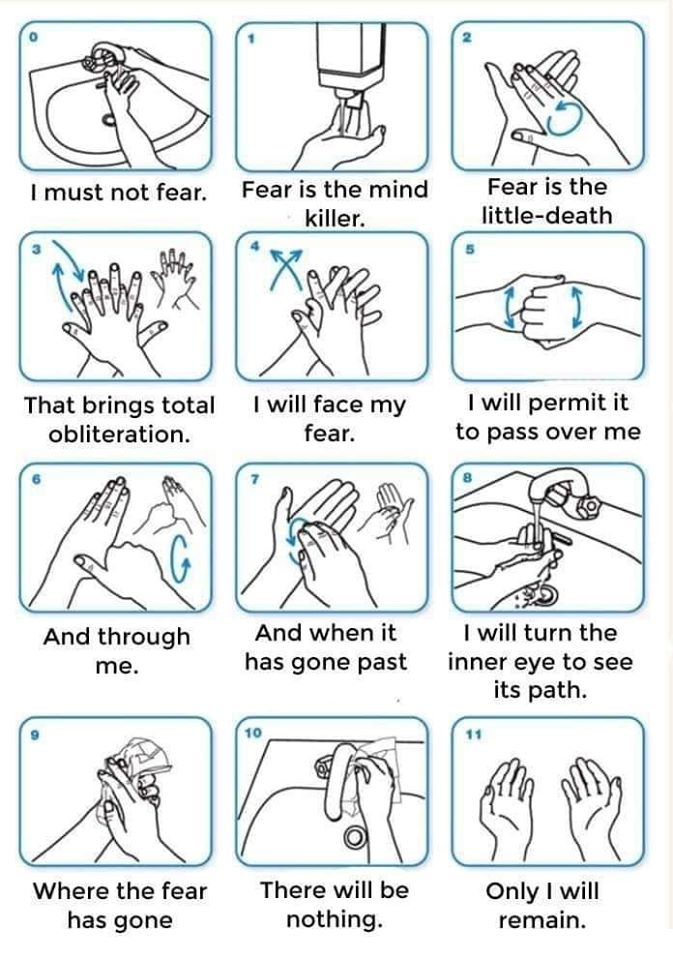 0
I must not fear.
1
Fear is the mind
killer.
2
Fear is the
little-death
3
That brings total
obliteration.
4
I will face my
fear.
5
I will permit it
to pass over me
6
And through
me.
7
And when it
has gone past
8
I will turn the
inner eye to see
its path.
9
Where the fear
has gone
10
There will be
nothing.
11
Only I will
remain.